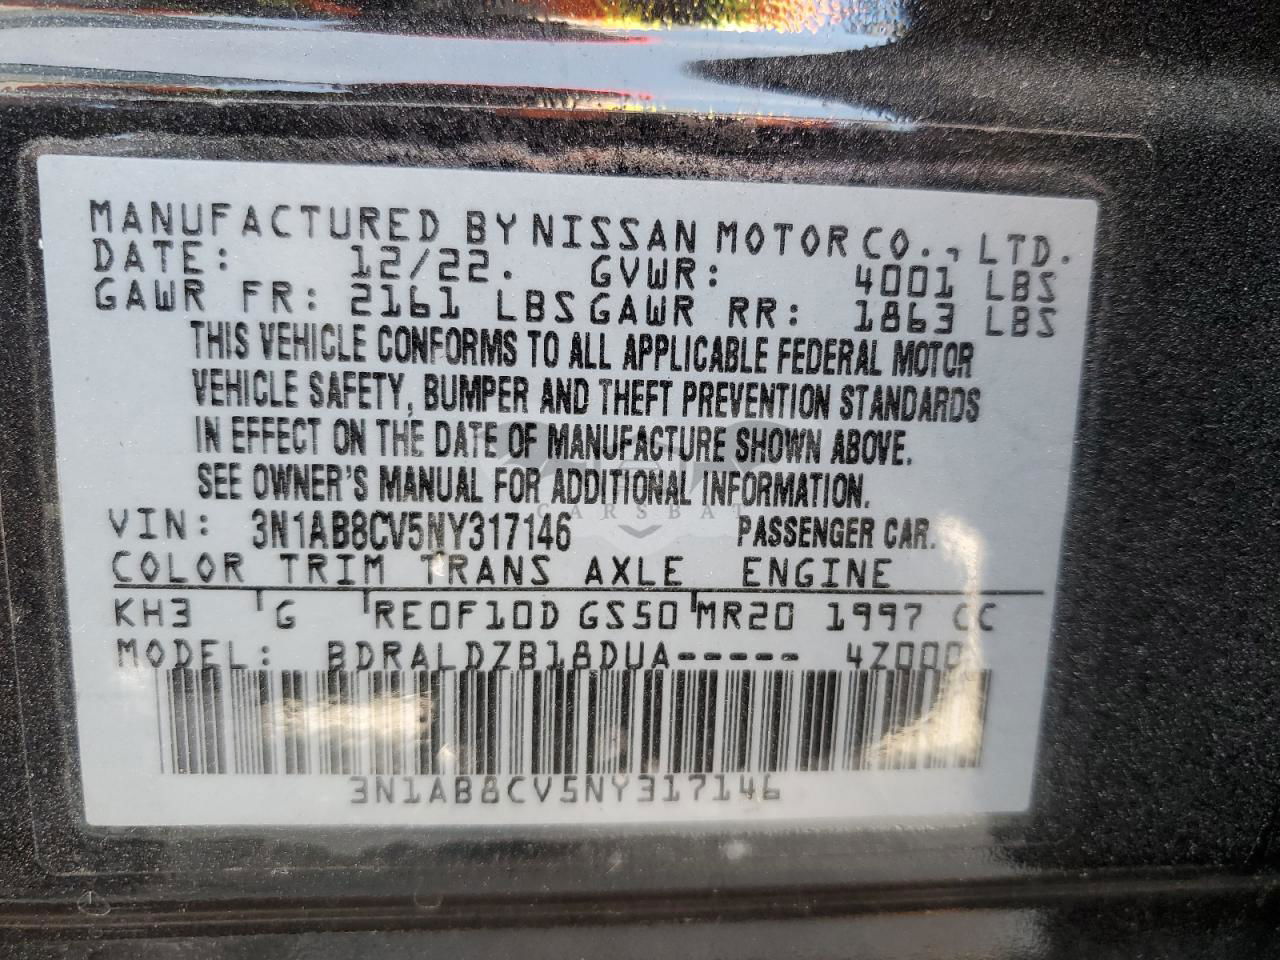 MANUFACTURED BY NISSAN MOTOR CO., LTD.
DATE: 12/22. GVWR: 4001 LBS
GAWR FR: 2161 LBS GAWR RR: 1863 LBS
THIS VEHICLE CONFORMS TO ALL APPLICABLE FEDERAL MOTOR
VEHICLE SAFETY, BUMPER AND THEFT PREVENTION STANDARDS
IN EFFECT ON THE DATE OF MANUFACTURE SHOWN ABOVE.
SEE OWNER'S MANUAL FOR ADDITIONAL INFORMATION.
CARSBAT
VIN: 3N1AB8CV5NY317146 PASSENGER CAR.
COLOR TRIM TRANS AXLE ENGINE
KH3 G RE0F10D GS50 MR20 1997 CC
MODEL: BDRALDZB18DUA-----
3N1AB8CV5NY317146